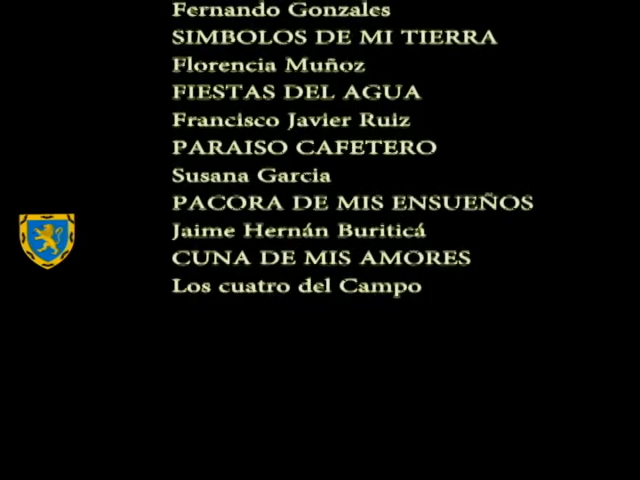 Fernando Gonzales
SIMBOLOS DE MI TIERRA
Florencia Muñoz
FIESTAS DEL AGUA
Francisco Javier Ruiz
PARAISO CAFETERO
Susana Garcia
PACORA DE MIS ENSUEÑOS
Jaime Hernán Buriticá
CUNA DE MIS AMORES
Los cuatro del Campo